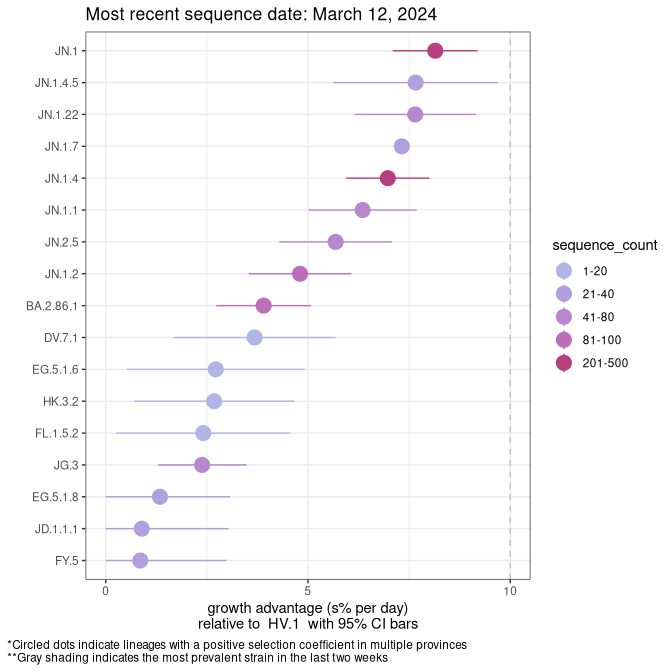 Most recent sequence date: March 12, 2024
JN.1
JN.1.4.5
JN.1.22
JN.1.7
JN.1.4
JN.1.1
JN.2.5
JN.1.2
BA.2.86.1
DV.7.1
EG.5.1.6
HK.3.2
FL.1.5.2
JG.3
EG.5.1.8
JD.1.1.1
FY.5
0 5 10
growth advantage (s% per day)
relative to HV.1 with 95% CI bars
sequence_count
1-20
21-40
41-80
81-100
201-500
*Circled dots indicate lineages with a positive selection coefficient in multiple provinces
**Gray shading indicates the most prevalent strain in the last two weeks